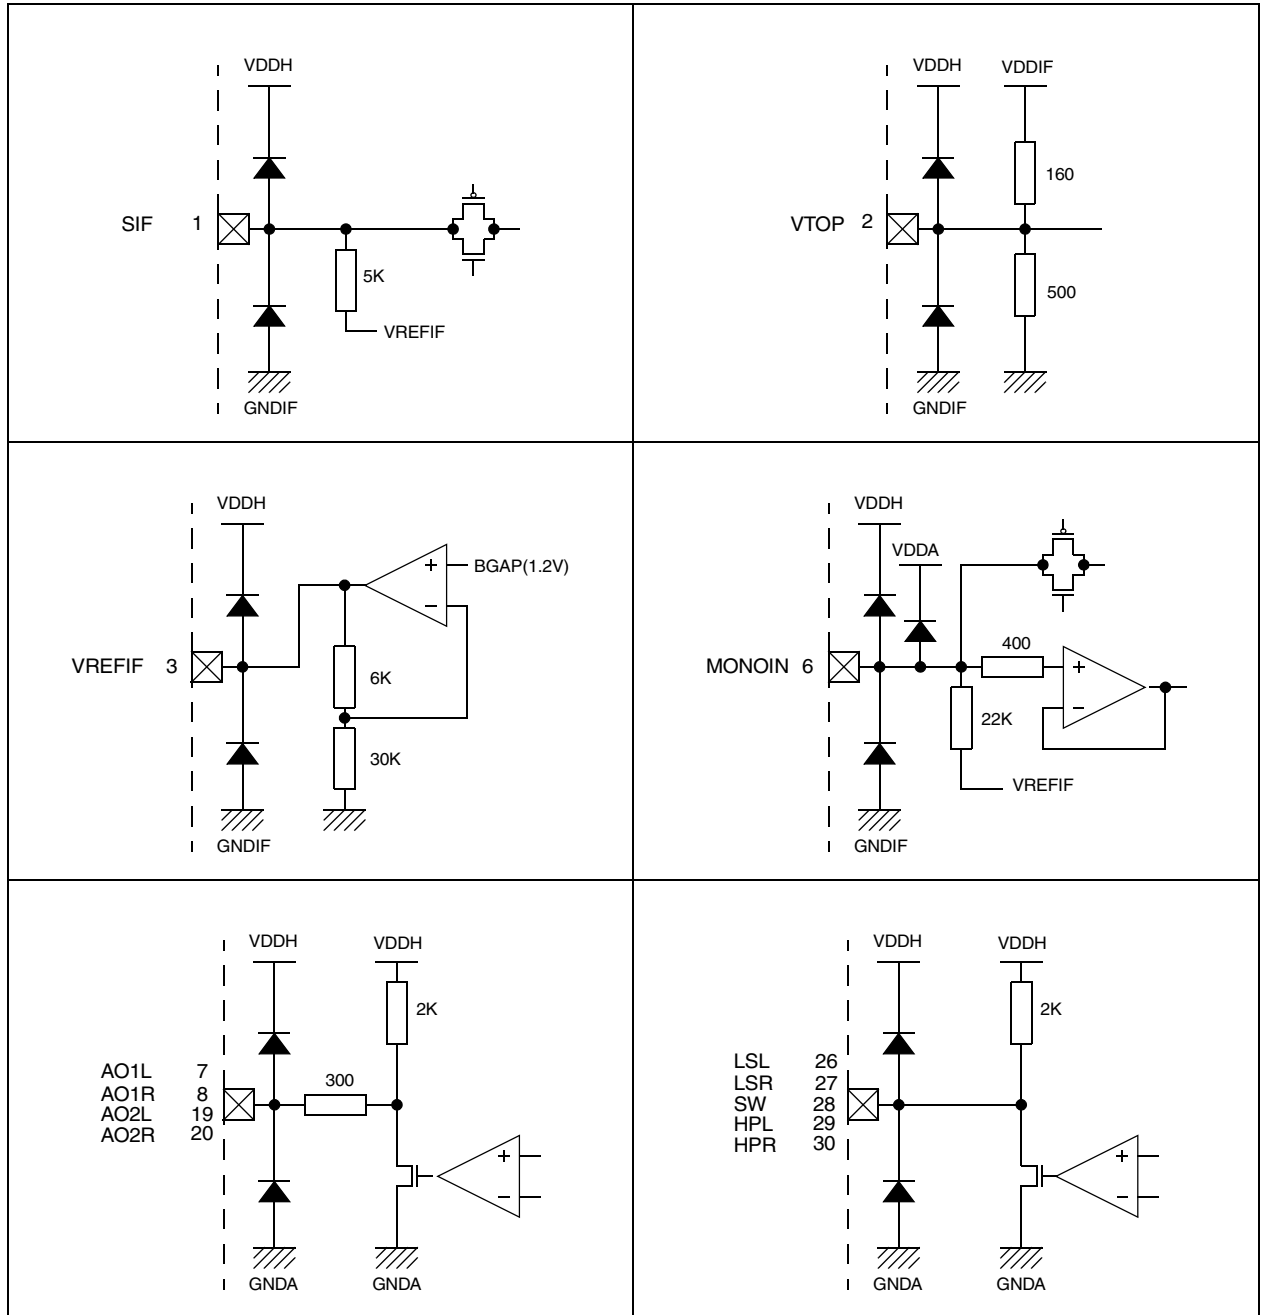 VDDH
SIF 1
5K
VREFIF
GNDIF
VDDH VDDIF
160
VTOP 2
500
GNDIF
VDDH
+ BGAP(1.2V)
−
VREFIF 3
6K
30K
GNDIF
VDDH
VDDA
400
MONOIN 6
+
−
22K
VREFIF
GNDIF
VDDH VDDH
2K
AO1L 7
300
AO1R 8
AO2L 19
AO2R 20
+
−
GNDA GNDA
VDDH VDDH
2K
LSL 26
LSR 27
SW 28
HPL 29
HPR 30
+
−
GNDA GNDA